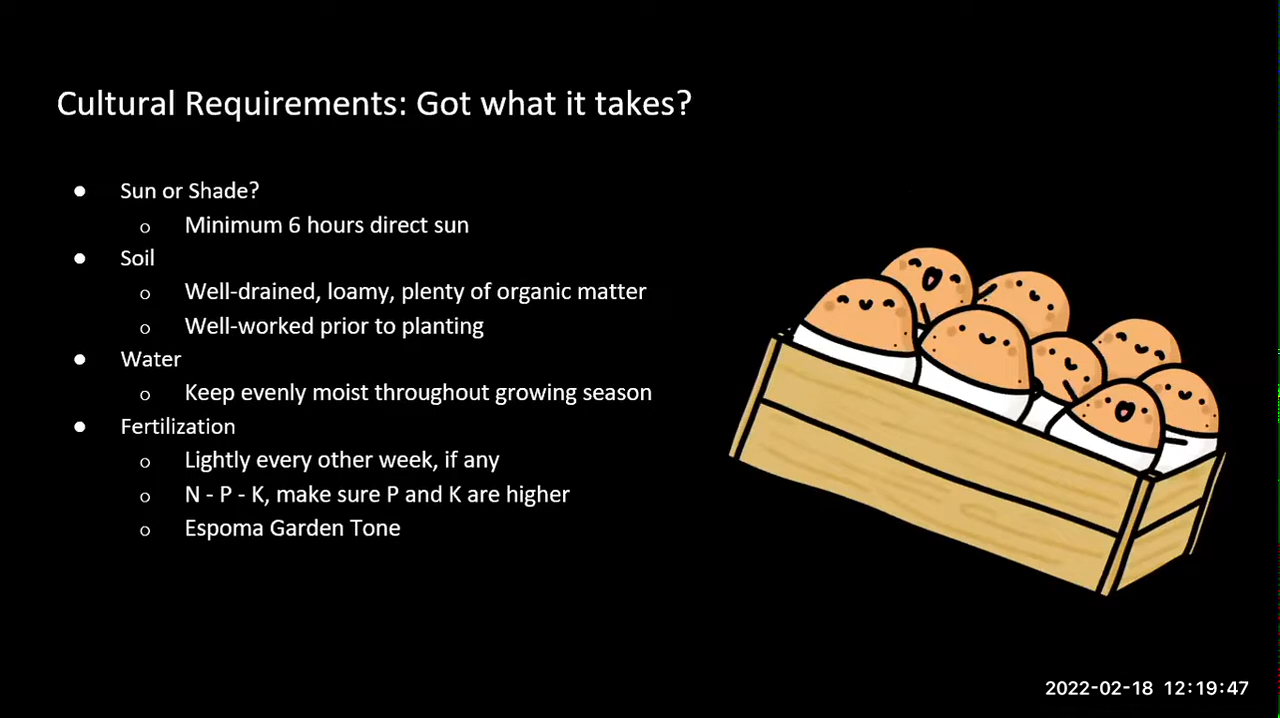 Cultural Requirements: Got what it takes?
● Sun or Shade?
o Minimum 6 hours direct sun
● Soil
o Well-drained, loamy, plenty of organic matter
o Well-worked prior to planting
● Water
o Keep evenly moist throughout growing season
● Fertilization
o Lightly every other week, if any
o N - P - K, make sure P and K are higher
o Espoma Garden Tone
2022-02-18 12:19:47